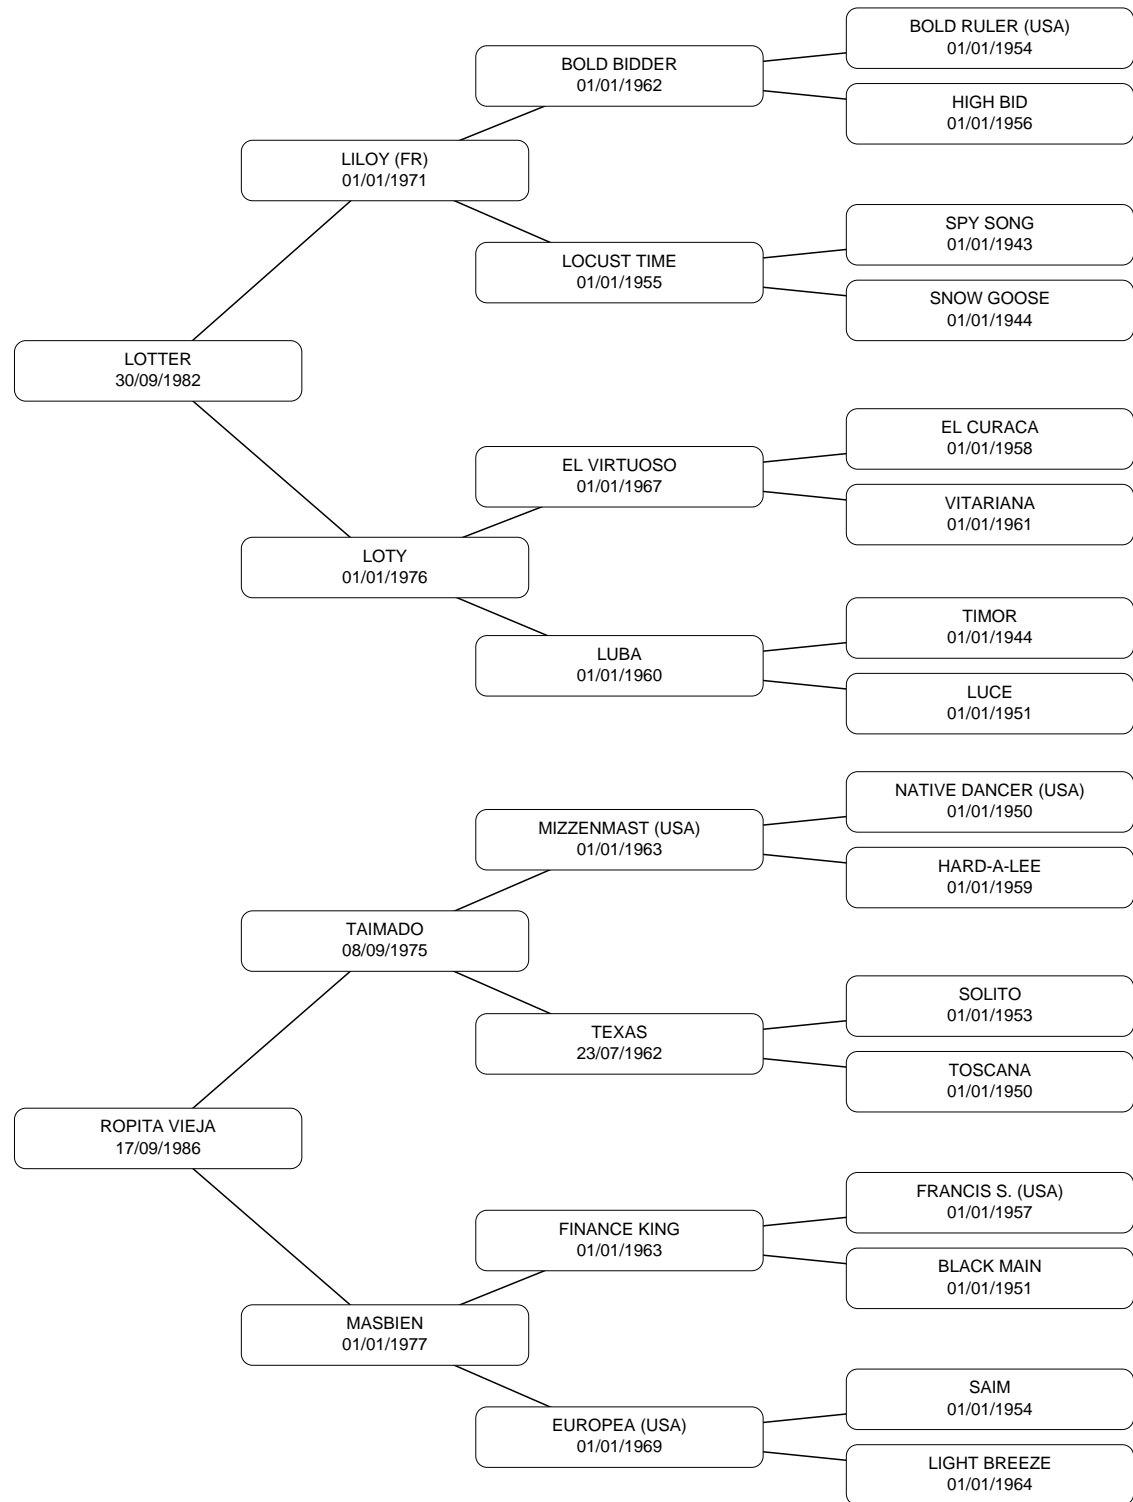 BOLD RULER (USA)
01/01/1954
BOLD BIDDER
01/01/1962
HIGH BID
01/01/1956
LILOY (FR)
01/01/1971
SPY SONG
01/01/1943
LOCUST TIME
01/01/1955
SNOW GOOSE
01/01/1944
LOTTER
30/09/1982
EL CURACA
01/01/1958
EL VIRTUOSO
01/01/1967
VITARIANA
01/01/1961
LOTY
01/01/1976
TIMOR
01/01/1944
LUBA
01/01/1960
LUCE
01/01/1951
NATIVE DANCER (USA)
01/01/1950
MIZZENMAST (USA)
01/01/1963
HARD-A-LEE
01/01/1959
TAIMADO
08/09/1975
SOLITO
01/01/1953
TEXAS
23/07/1962
TOSCANA
01/01/1950
ROPITA VIEJA
17/09/1986
FRANCIS S. (USA)
01/01/1957
FINANCE KING
01/01/1963
BLACK MAIN
01/01/1951
MASBIEN
01/01/1977
SAIM
01/01/1954
EUROPEA (USA)
01/01/1969
LIGHT BREEZE
01/01/1964